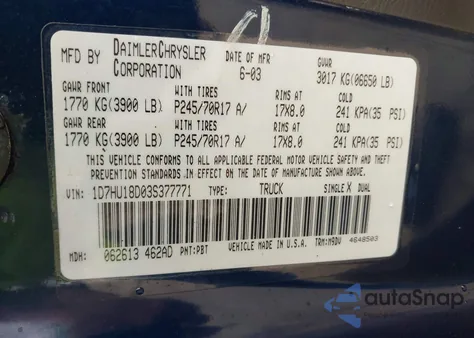 MFD BY DAIMLERCHRYSLER CORPORATION DATE OF MFR 6-03 GVWR 3017 KG(06650 LB)
GAWR FRONT WITH TIRES RIMS AT COLD
1770 KG(3900 LB) P245/70R17 A/ 17X8.0 241 KPA(35 PSI)
GAWR REAR WITH TIRES RIMS AT COLD
1770 KG(3900 LB) P245/70R17 A/ 17X8.0 241 KPA(35 PSI)
THIS VEHICLE CONFORMS TO ALL APPLICABLE FEDERAL MOTOR VEHICLE SAFETY AND THEFT
PREVENTION STANDARDS IN EFFECT ON THE DATE OF MANUFACTURE SHOWN ABOVE.
VIN: 1D7HU18D03S377771 TYPE: TRUCK SINGLE X DUAL
MDH: 062613 462AD PNT:PBT VEHICLE MADE IN U.S.A. TRM:M9DV 4648503
autoSnap